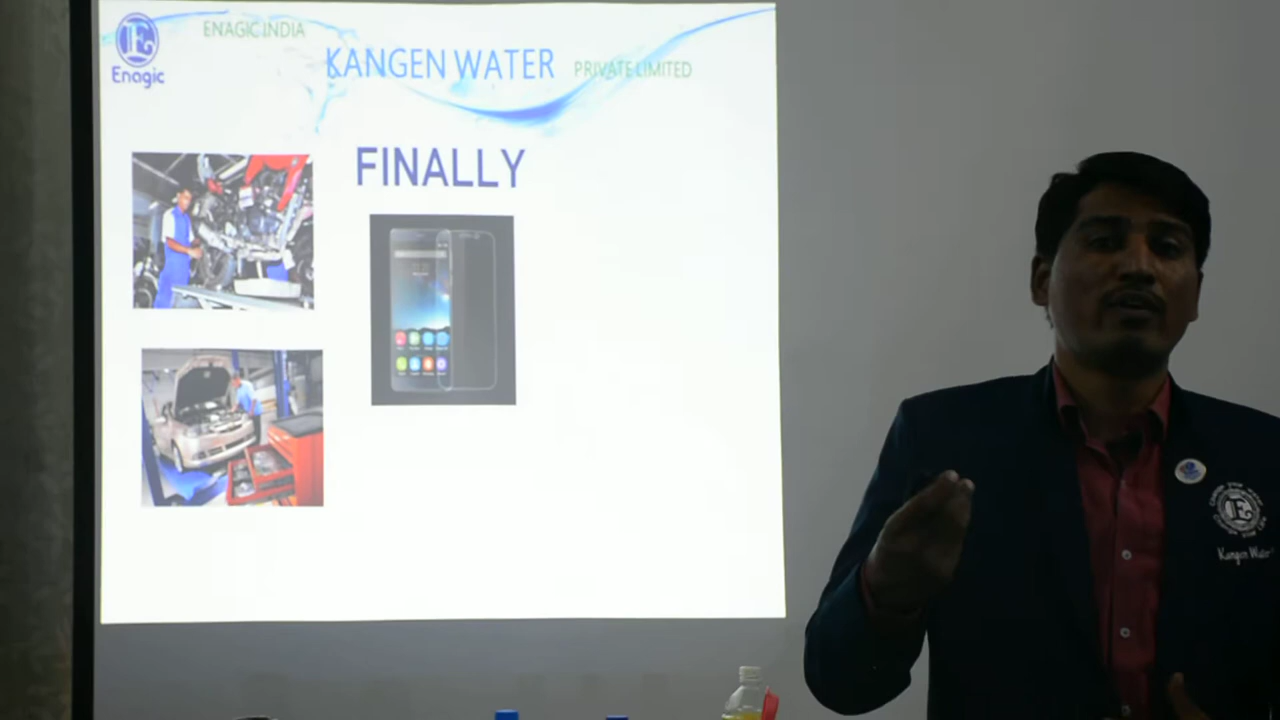 ENAGIC INDIA
KANGEN WATER
PRIVATE LIMITED
E
Enagic
FINALLY
E
Kangen Water